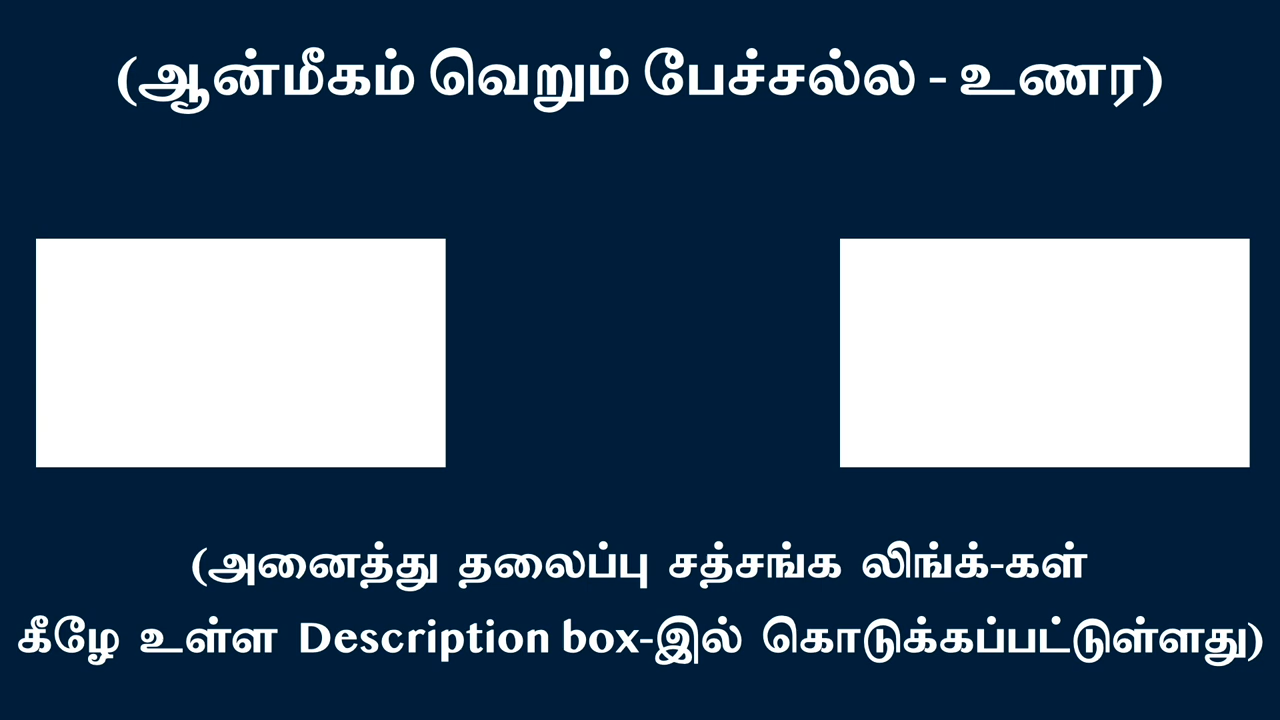 (ஆன்மீகம் வெறும் பேச்சல்ல - உணர)
(அனைத்து தலைப்பு சத்சங்க லிங்க்-கள்
கீழே உள்ள Description box-இல் கொடுக்கப்பட்டுள்ளது)